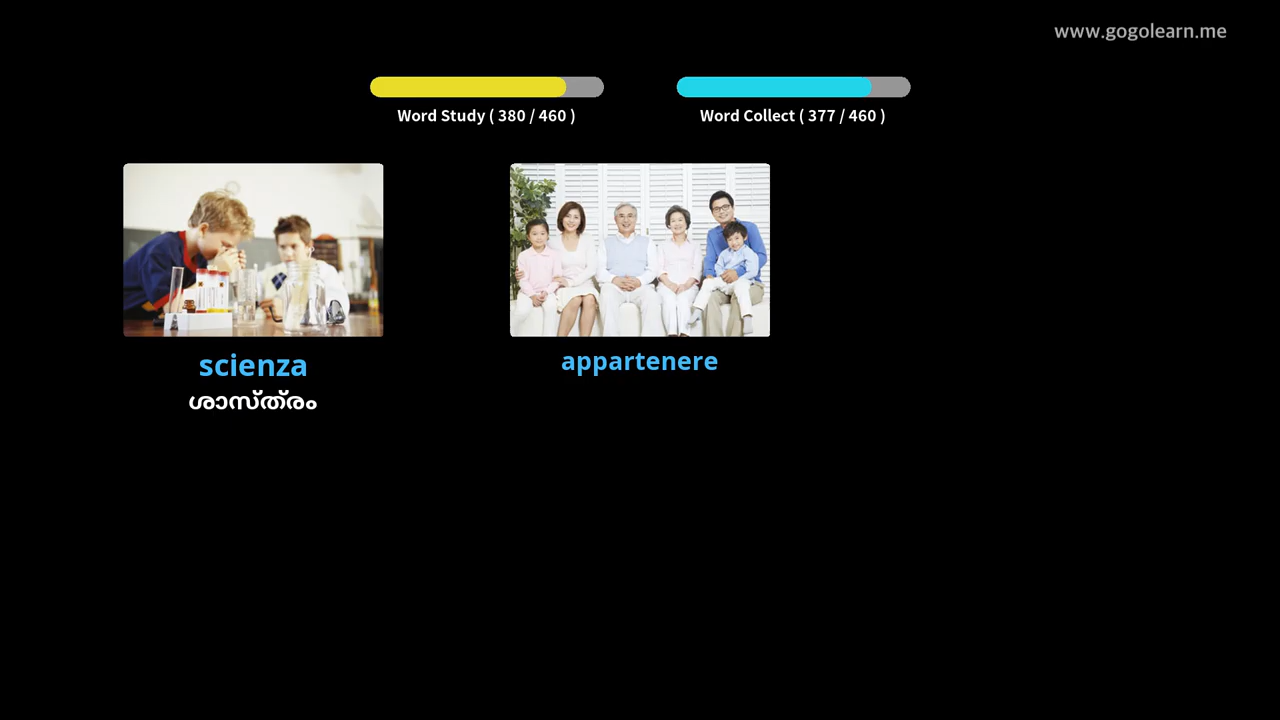 www.gogolearn.me
Word Study ( 380 / 460 )
Word Collect ( 377 / 460 )
scienza
ശാസ്ത്രം
appartenere